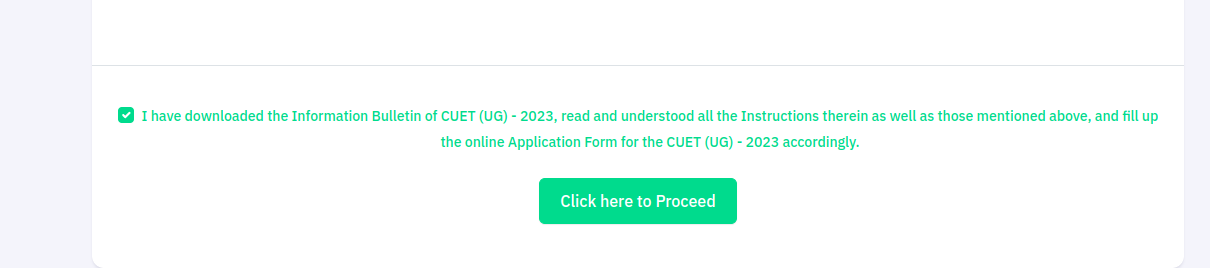 I have downloaded the Information Bulletin of CUET (UG) - 2023, read and understood all the Instructions therein as well as those mentioned above, and fill up
the online Application Form for the CUET (UG) - 2023 accordingly.
Click here to Proceed